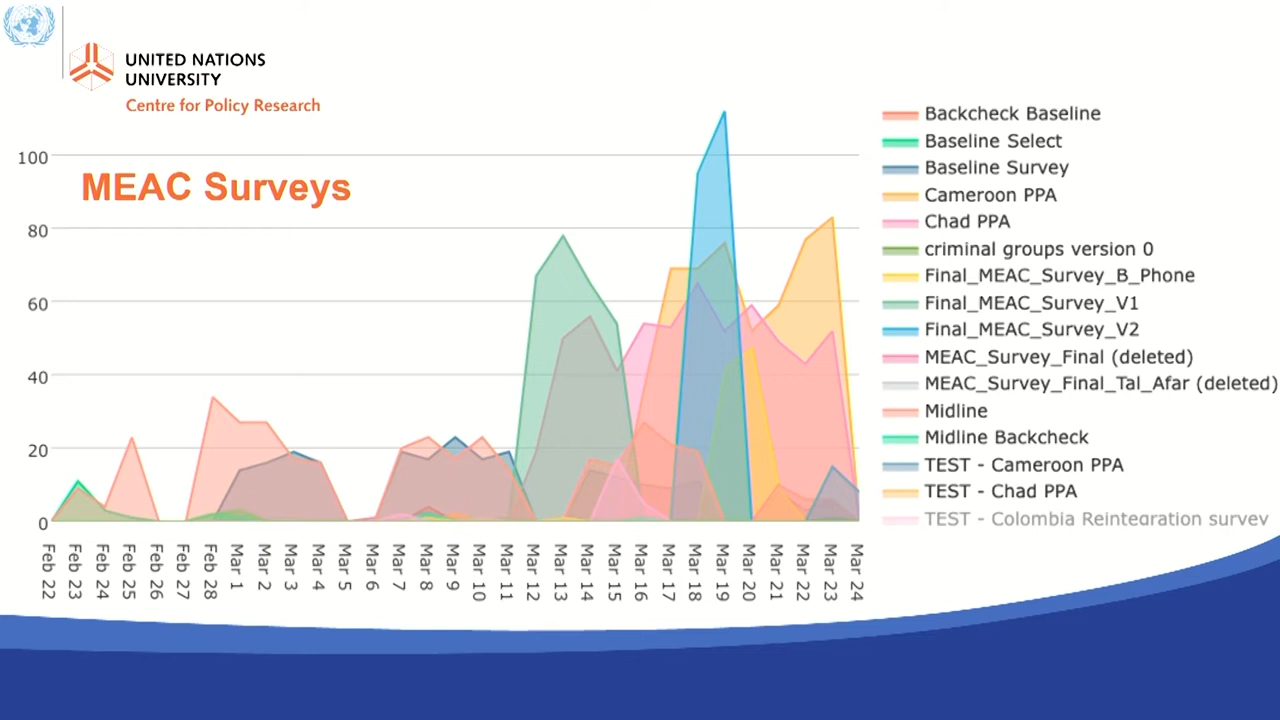 UNITED NATIONS
UNIVERSITY
Centre for Policy Research
MEAC Surveys
100
80
60
40
20
0
Feb 22
Feb 23
Feb 24
Feb 25
Feb 26
Feb 27
Feb 28
Mar 1
Mar 2
Mar 3
Mar 4
Mar 5
Mar 6
Mar 7
Mar 8
Mar 9
Mar 10
Mar 11
Mar 12
Mar 13
Mar 14
Mar 15
Mar 16
Mar 17
Mar 18
Mar 19
Mar 20
Mar 21
Mar 22
Mar 23
Mar 24
Backcheck Baseline
Baseline Select
Baseline Survey
Cameroon PPA
Chad PPA
criminal groups version 0
Final_MEAC_Survey_B_Phone
Final_MEAC_Survey_V1
Final_MEAC_Survey_V2
MEAC_Survey_Final (deleted)
MEAC_Survey_Final_Tal_Afar (deleted)
Midline
Midline Backcheck
TEST - Cameroon PPA
TEST - Chad PPA
TEST - Colombia Reintegration survey